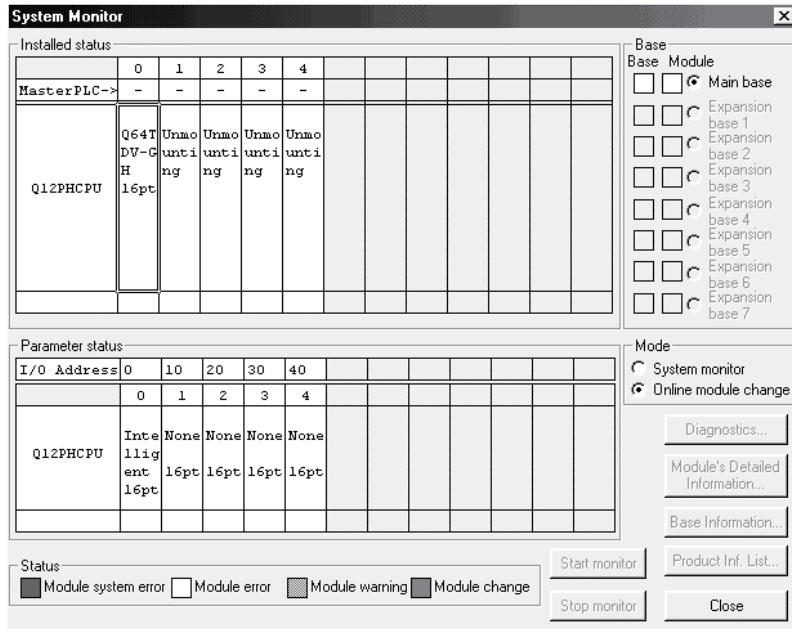 System Monitor
Installed status
0 1 2 3 4
MasterPLC-> - - - - -
Q12PHCPU
Q64T
DV-G
H
16pt
Unmo
unti
ng
Unmo
unti
ng
Unmo
unti
ng
Unmo
unti
ng
Base
Base Module
Main base
Expansion
base 1
Expansion
base 2
Expansion
base 3
Expansion
base 4
Expansion
base 5
Expansion
base 6
Expansion
base 7
Parameter status
I/O Address 0 10 20 30 40
0 1 2 3 4
Q12PHCPU
Inte
llig
ent
16pt
None
16pt
None
16pt
None
16pt
None
16pt
Mode
System monitor
Online module change
Diagnostics...
Module's Detailed
Information...
Base Information...
Product Inf. List...
Close
Status
Module system error Module error Module warning Module change
Start monitor
Stop monitor